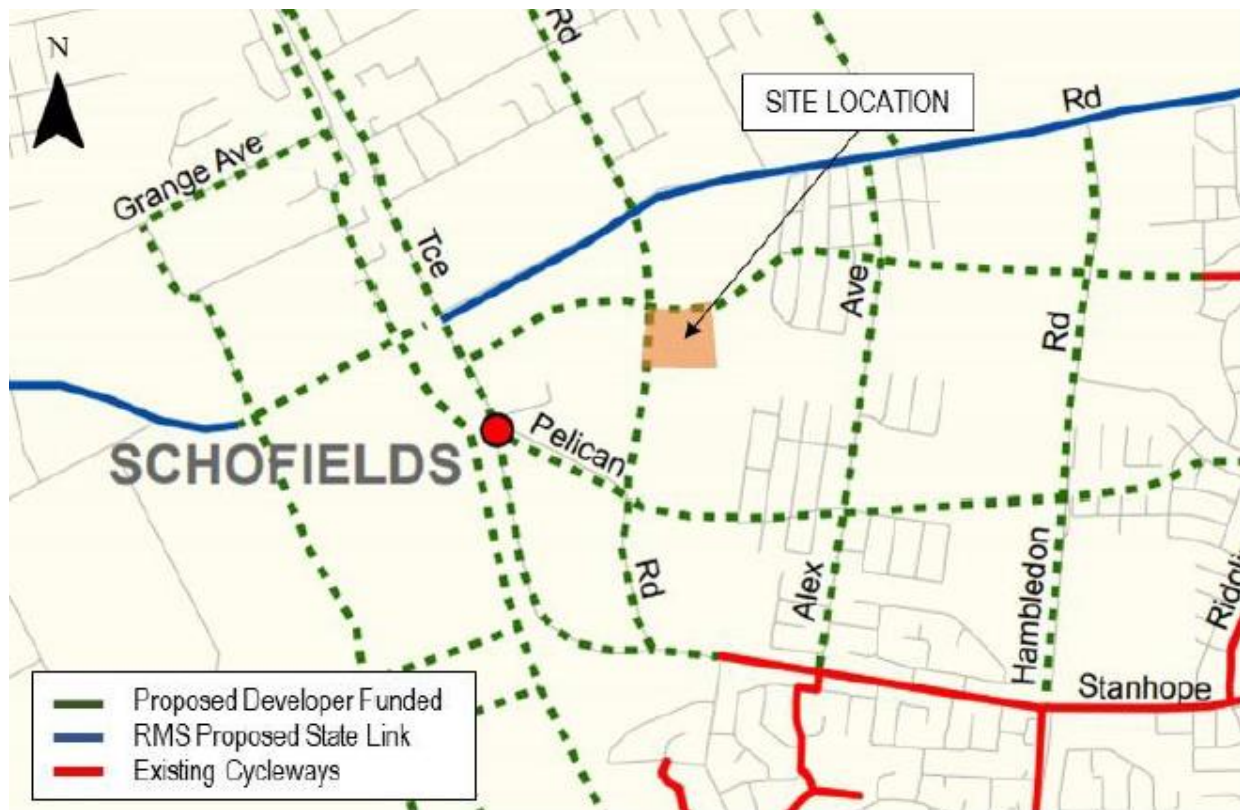 N
Rd
SITE LOCATION
Rd
Grange Ave
Tce
Ave
Rd
Pelican
SCHOFIELDS
Rd
Alex
Hambledon
Stanhope
Proposed Developer Funded
RMS Proposed State Link
Existing Cycleways